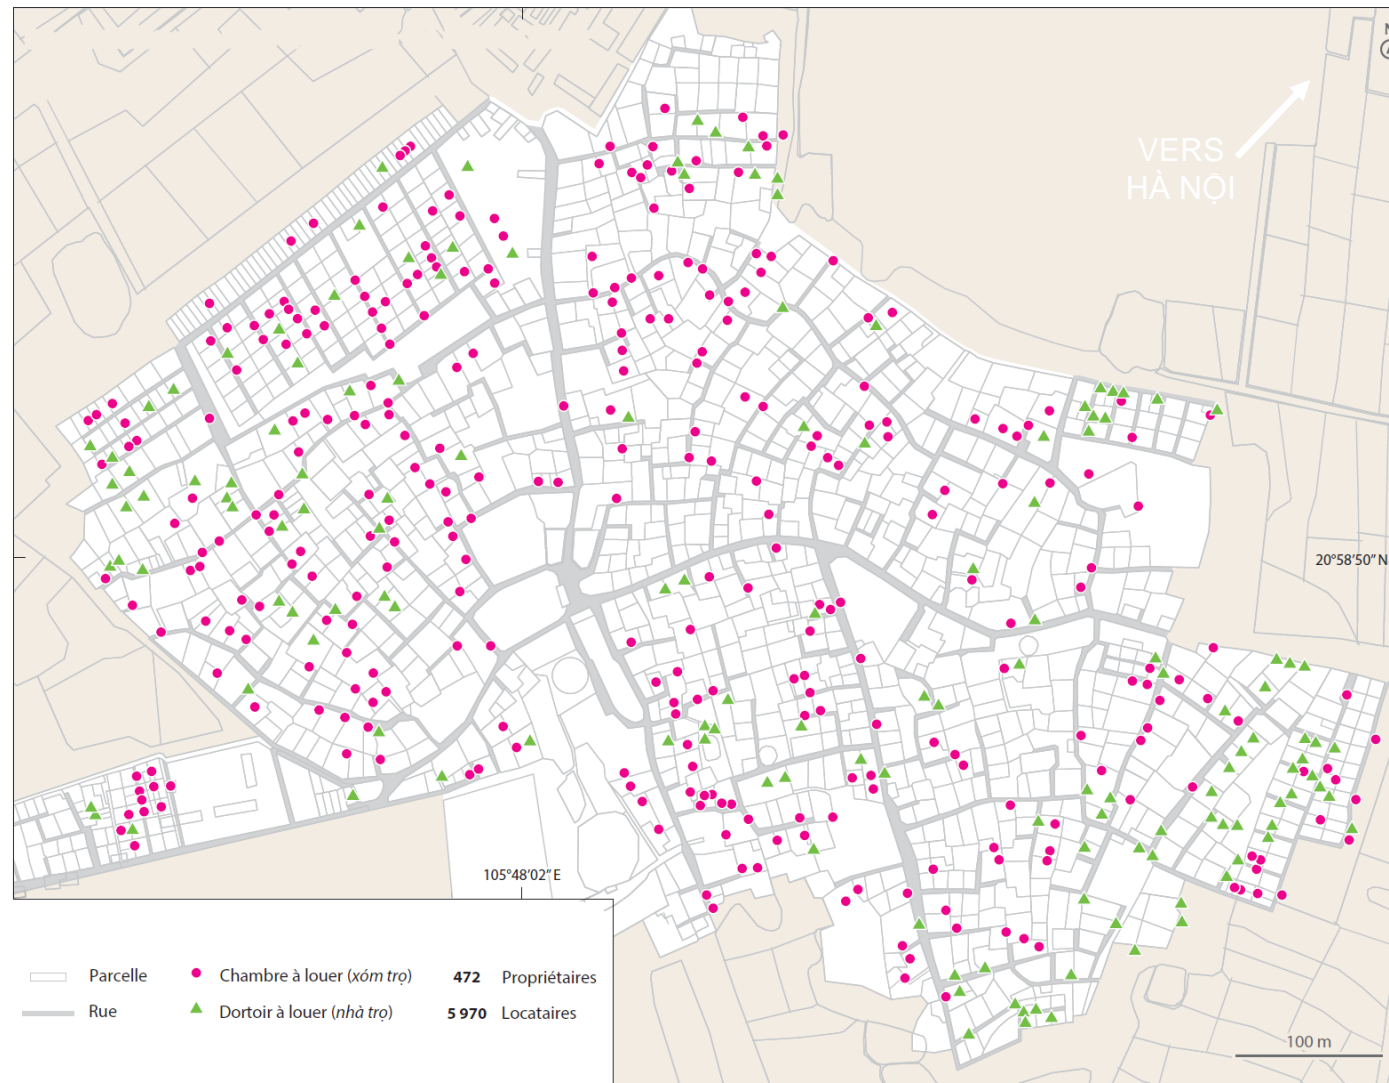 N
VERS
HÀ NỘI
20°58’50’’ N
105°48’02’’ E
Parcelle
Chambre à louer (xóm trọ)
472 Propriétaires
Rue
Dortoir à louer (nhà trọ)
5 970 Locataires
100 m